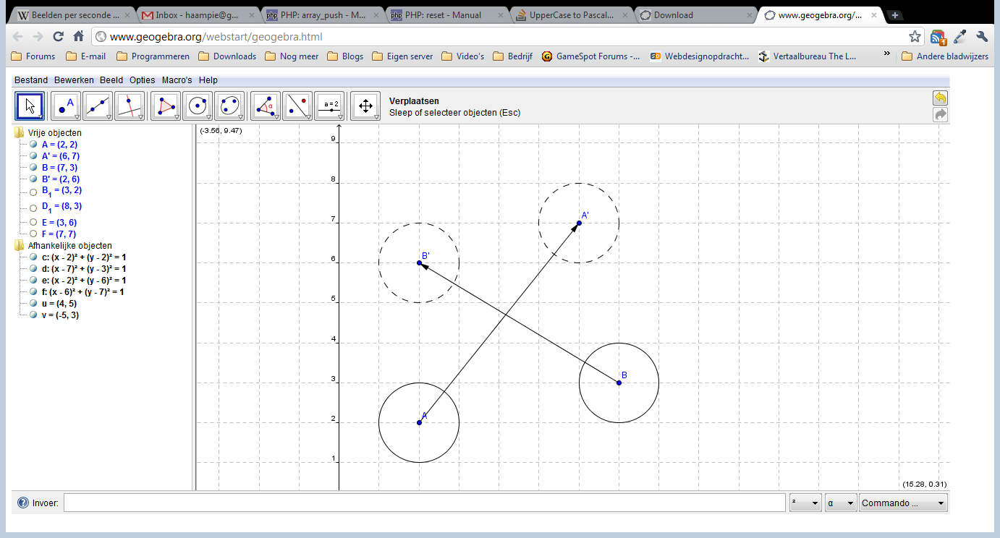 Beelden per seconde ...
Inbox - haampie@g...
PHP: array_push - M...
PHP: reset - Manual
UpperCase to Pascal...
Download
www.geogebra.org/...
www.geogebra.org/webstart/geogebra.html
1
Forums
E-mail
Programmeren
Downloads
Nog meer
Blogs
Eigen server
Video's
Bedrijf
GameSpot Forums -...
Webdesignopdracht...
Vertaalbureau The L...
»
Andere bladwijzers
Bestand Bewerken Beeld Opties Macro's Help
A
α
a = 2
Verplaatsen
Sleep of selecteer objecten (Esc)
Vrije objecten
A = (2, 2)
A' = (6, 7)
B = (7, 3)
B' = (2, 6)
B₁ = (3, 2)
D₁ = (8, 3)
E = (3, 6)
F = (7, 7)
Afhankelijke objecten
c: (x - 2)² + (y - 2)² = 1
d: (x - 7)² + (y - 3)² = 1
e: (x - 2)² + (y - 6)² = 1
f: (x - 6)² + (y - 7)² = 1
u = (4, 5)
v = (-5, 3)
(-3.56, 9.47)
9
8
7
6
5
4
3
2
1
A'
B'
B
A
(15.28, 0.31)
Invoer:
²
α
Commando ...